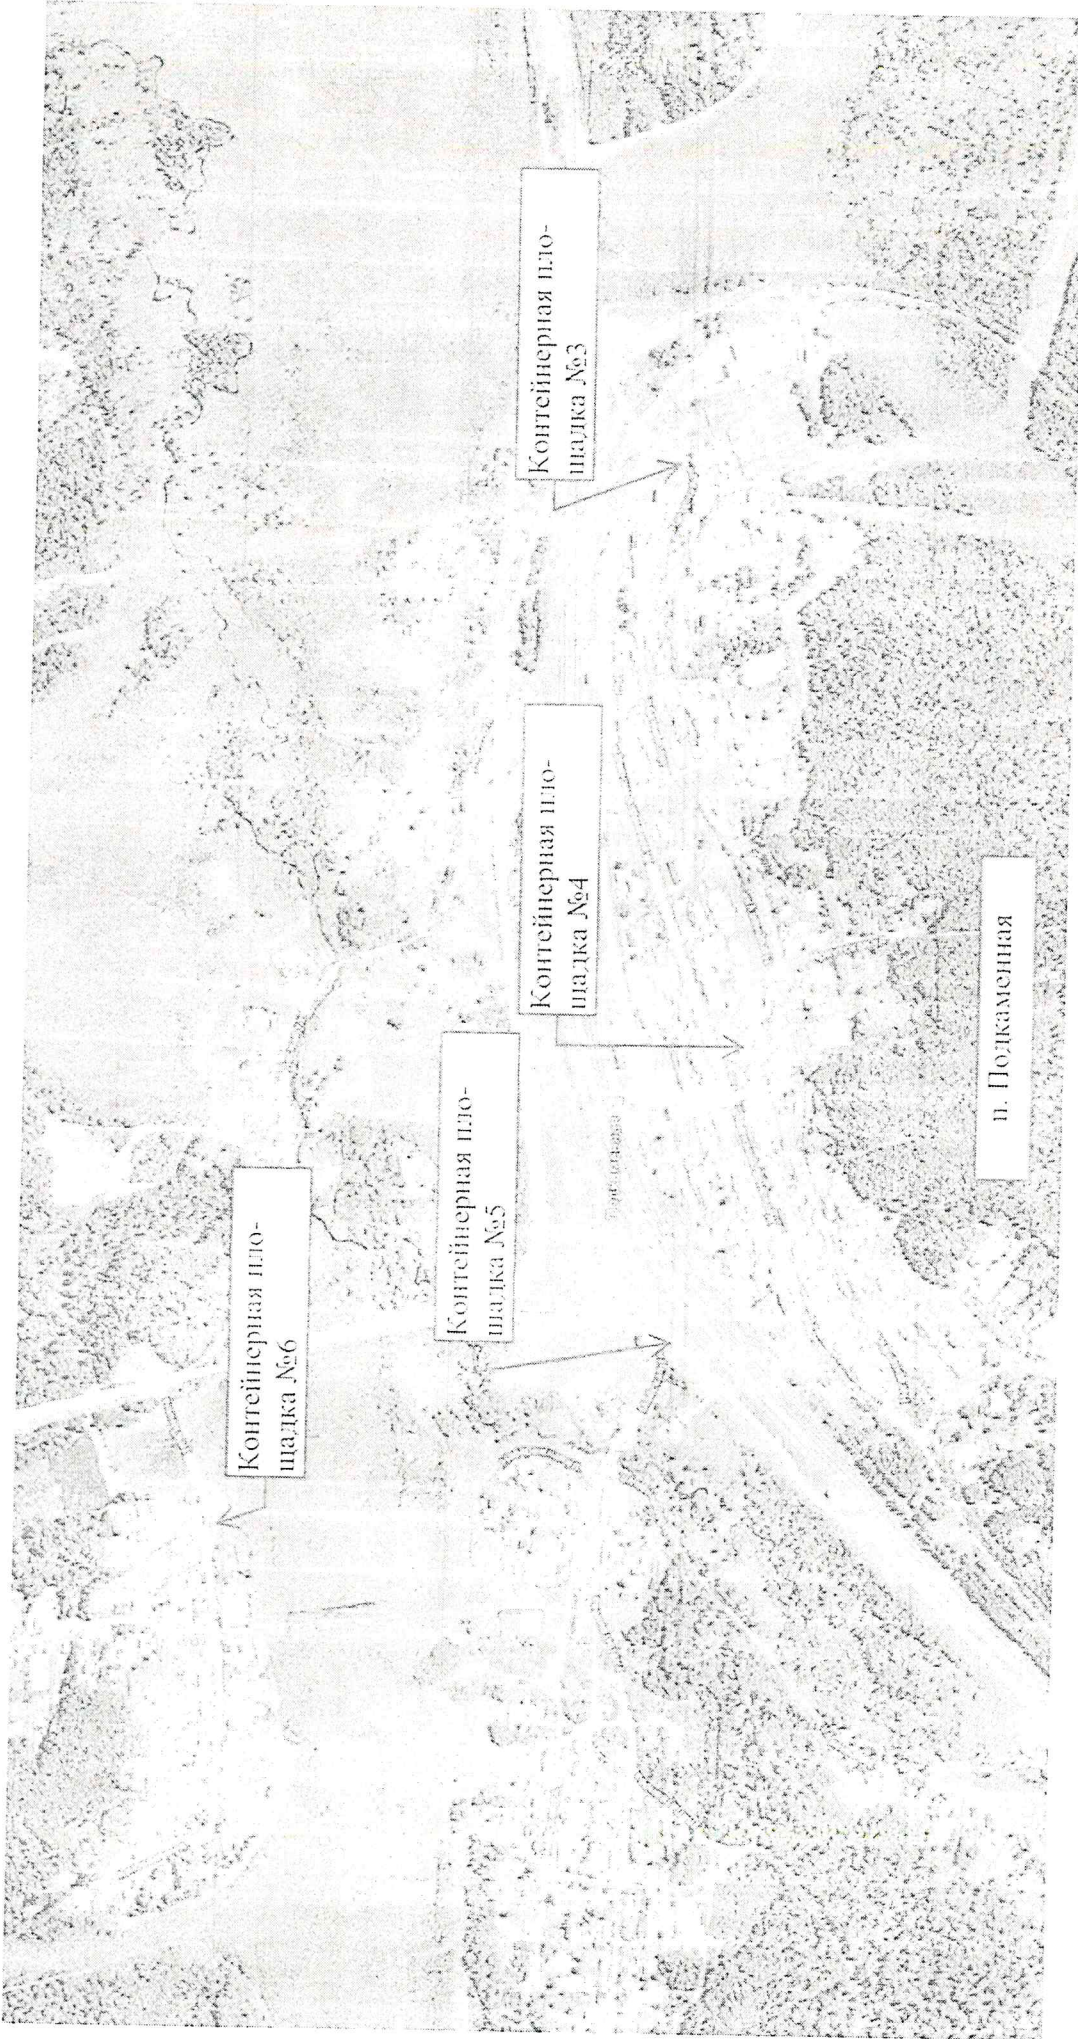 Контейнерная пло-
щадка №6
Контейнерная пло-
щадка №5
Контейнерная пло-
щадка №4
Контейнерная пло-
щадка №3
п. Подкаменная